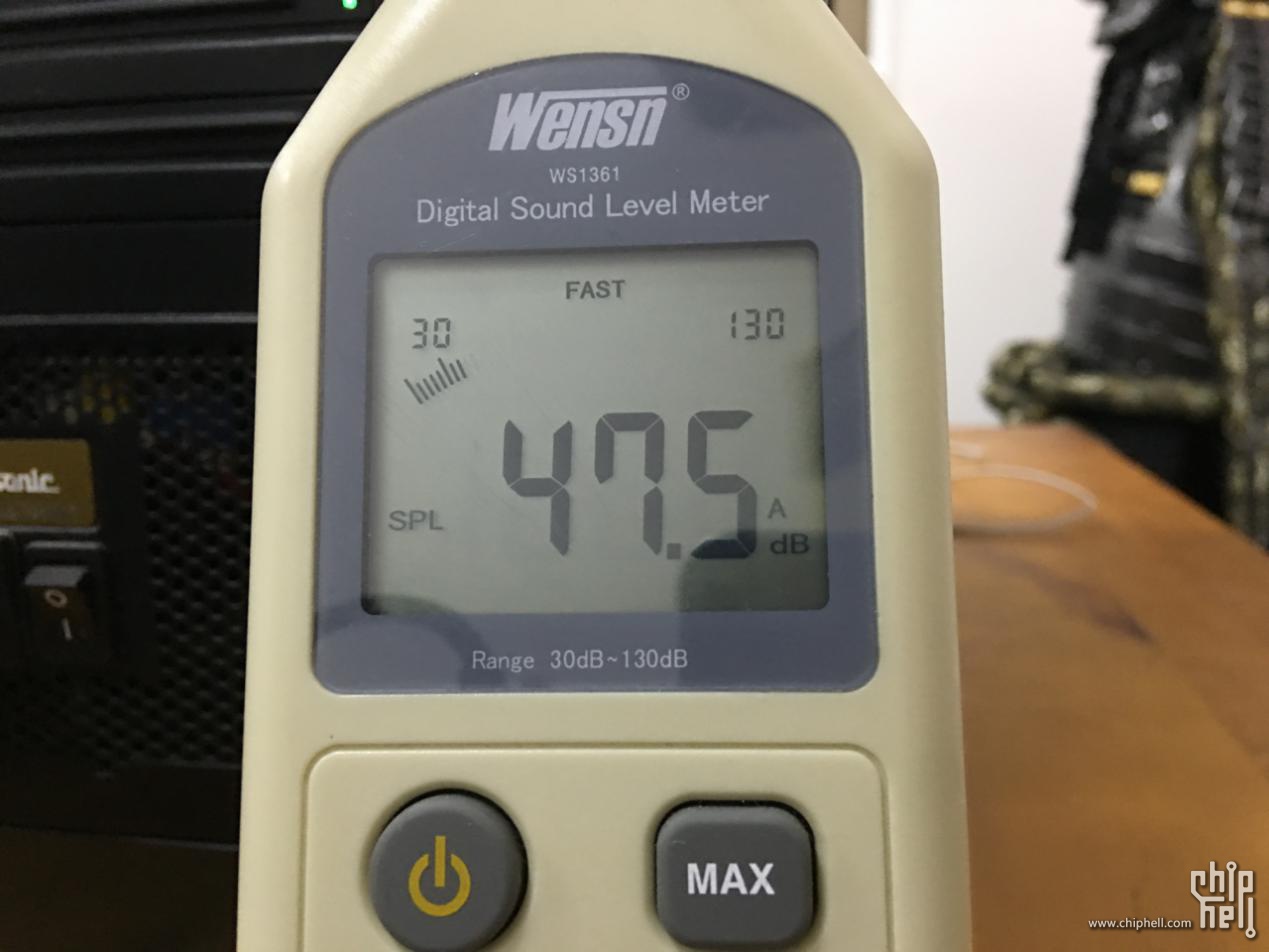 Wensn®
WS1361
Digital Sound Level Meter
FAST
30 130
47.5
SPL A
dB
Range 30dB~130dB
MAX
www.chiphell.com
chip
hell